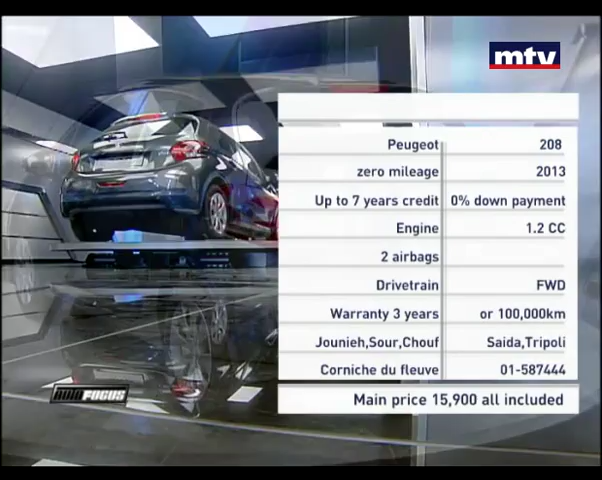 mtv
Peugeot 208
zero mileage 2013
Up to 7 years credit 0% down payment
Engine 1.2 CC
2 airbags
Drivetrain FWD
Warranty 3 years or 100,000km
Jounieh,Sour,Chouf Saida,Tripoli
Corniche du fleuve 01-587444
Main price 15,900 all included
AUTO FOCUS